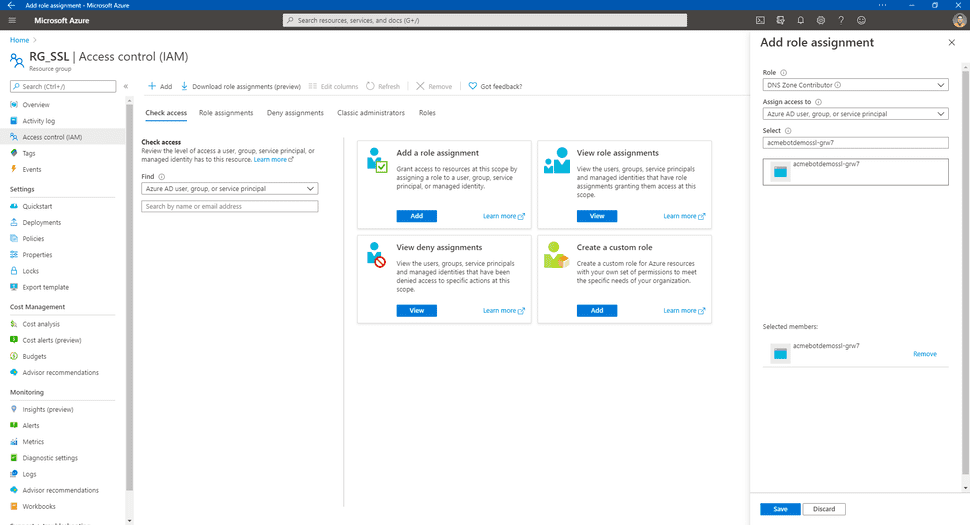 Add role assignment - Microsoft Azure
Microsoft Azure
Search resources, services, and docs (G+/)
Home
RG_SSL | Access control (IAM)
Resource group
Search (Ctrl+/)
Overview
Activity log
Access control (IAM)
Tags
Events
Settings
Quickstart
Deployments
Policies
Properties
Locks
Export template
Cost Management
Cost analysis
Cost alerts (preview)
Budgets
Advisor recommendations
Monitoring
Insights (preview)
Alerts
Metrics
Diagnostic settings
Logs
Advisor recommendations
Workbooks
Add
Download role assignments (preview)
Edit columns
Refresh
Remove
Got feedback?
Check access
Role assignments
Deny assignments
Classic administrators
Roles
Check access
Review the level of access a user, group, service principal, or
managed identity has to this resource. Learn more
Find
Azure AD user, group, or service principal
Search by name or email address
Add a role assignment
Grant access to resources at this scope by
assigning a role to a user, group, service
principal, or managed identity.
Add
Learn more
View role assignments
View the users, groups, service principals
and managed identities that have role
assignments granting them access at this
scope.
View
Learn more
View deny assignments
View the users, groups, service principals
and managed identities that have been
denied access to specific actions at this
scope.
View
Learn more
Create a custom role
Create a custom role for Azure resources
with your own set of permissions to meet
the specific needs of your organization.
Add
Learn more
Add role assignment
Role
DNS Zone Contributor
Assign access to
Azure AD user, group, or service principal
Select
acmebotdemossl-grw7
acmebotdemossl-grw7
Selected members:
acmebotdemossl-grw7
Remove
Save
Discard